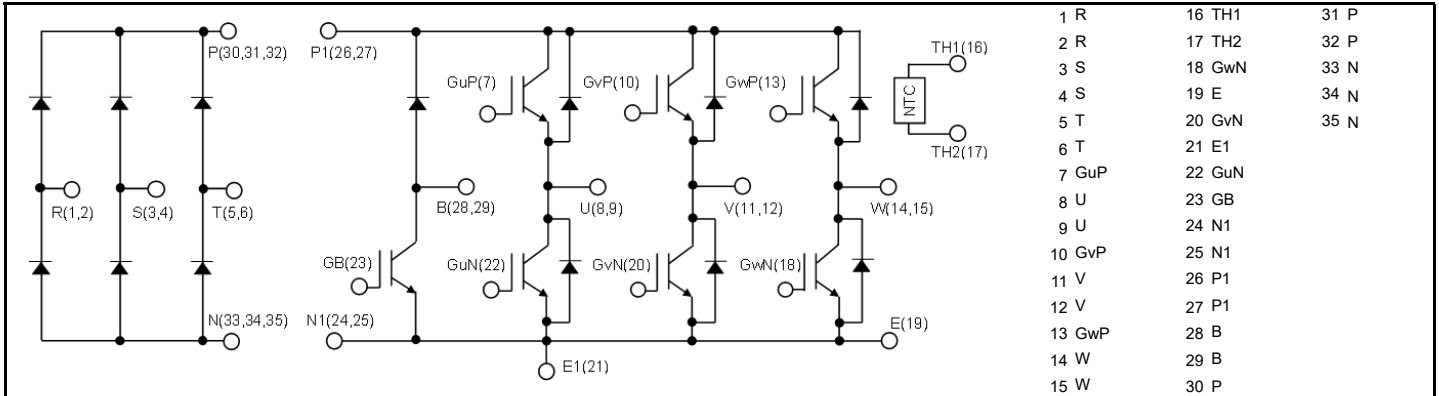 P(30,31,32)
P1(26,27)
TH1(16)
GuP(7)
GvP(10)
GwP(13)
NTC
TH2(17)
R(1,2)
S(3,4)
T(5,6)
B(28,29)
U(8,9)
V(11,12)
W(14,15)
GB(23)
GuN(22)
GvN(20)
GwN(18)
N(33,34,35)
N1(24,25)
E(19)
E1(21)
1 R 16 TH1 31 P
2 R 17 TH2 32 P
3 S 18 GwN 33 N
4 S 19 E 34 N
5 T 20 GvN 35 N
6 T 21 E1
7 GuP 22 GuN
8 U 23 GB
9 U 24 N1
10 GvP 25 N1
11 V 26 P1
12 V 27 P1
13 GwP 28 B
14 W 29 B
15 W 30 P